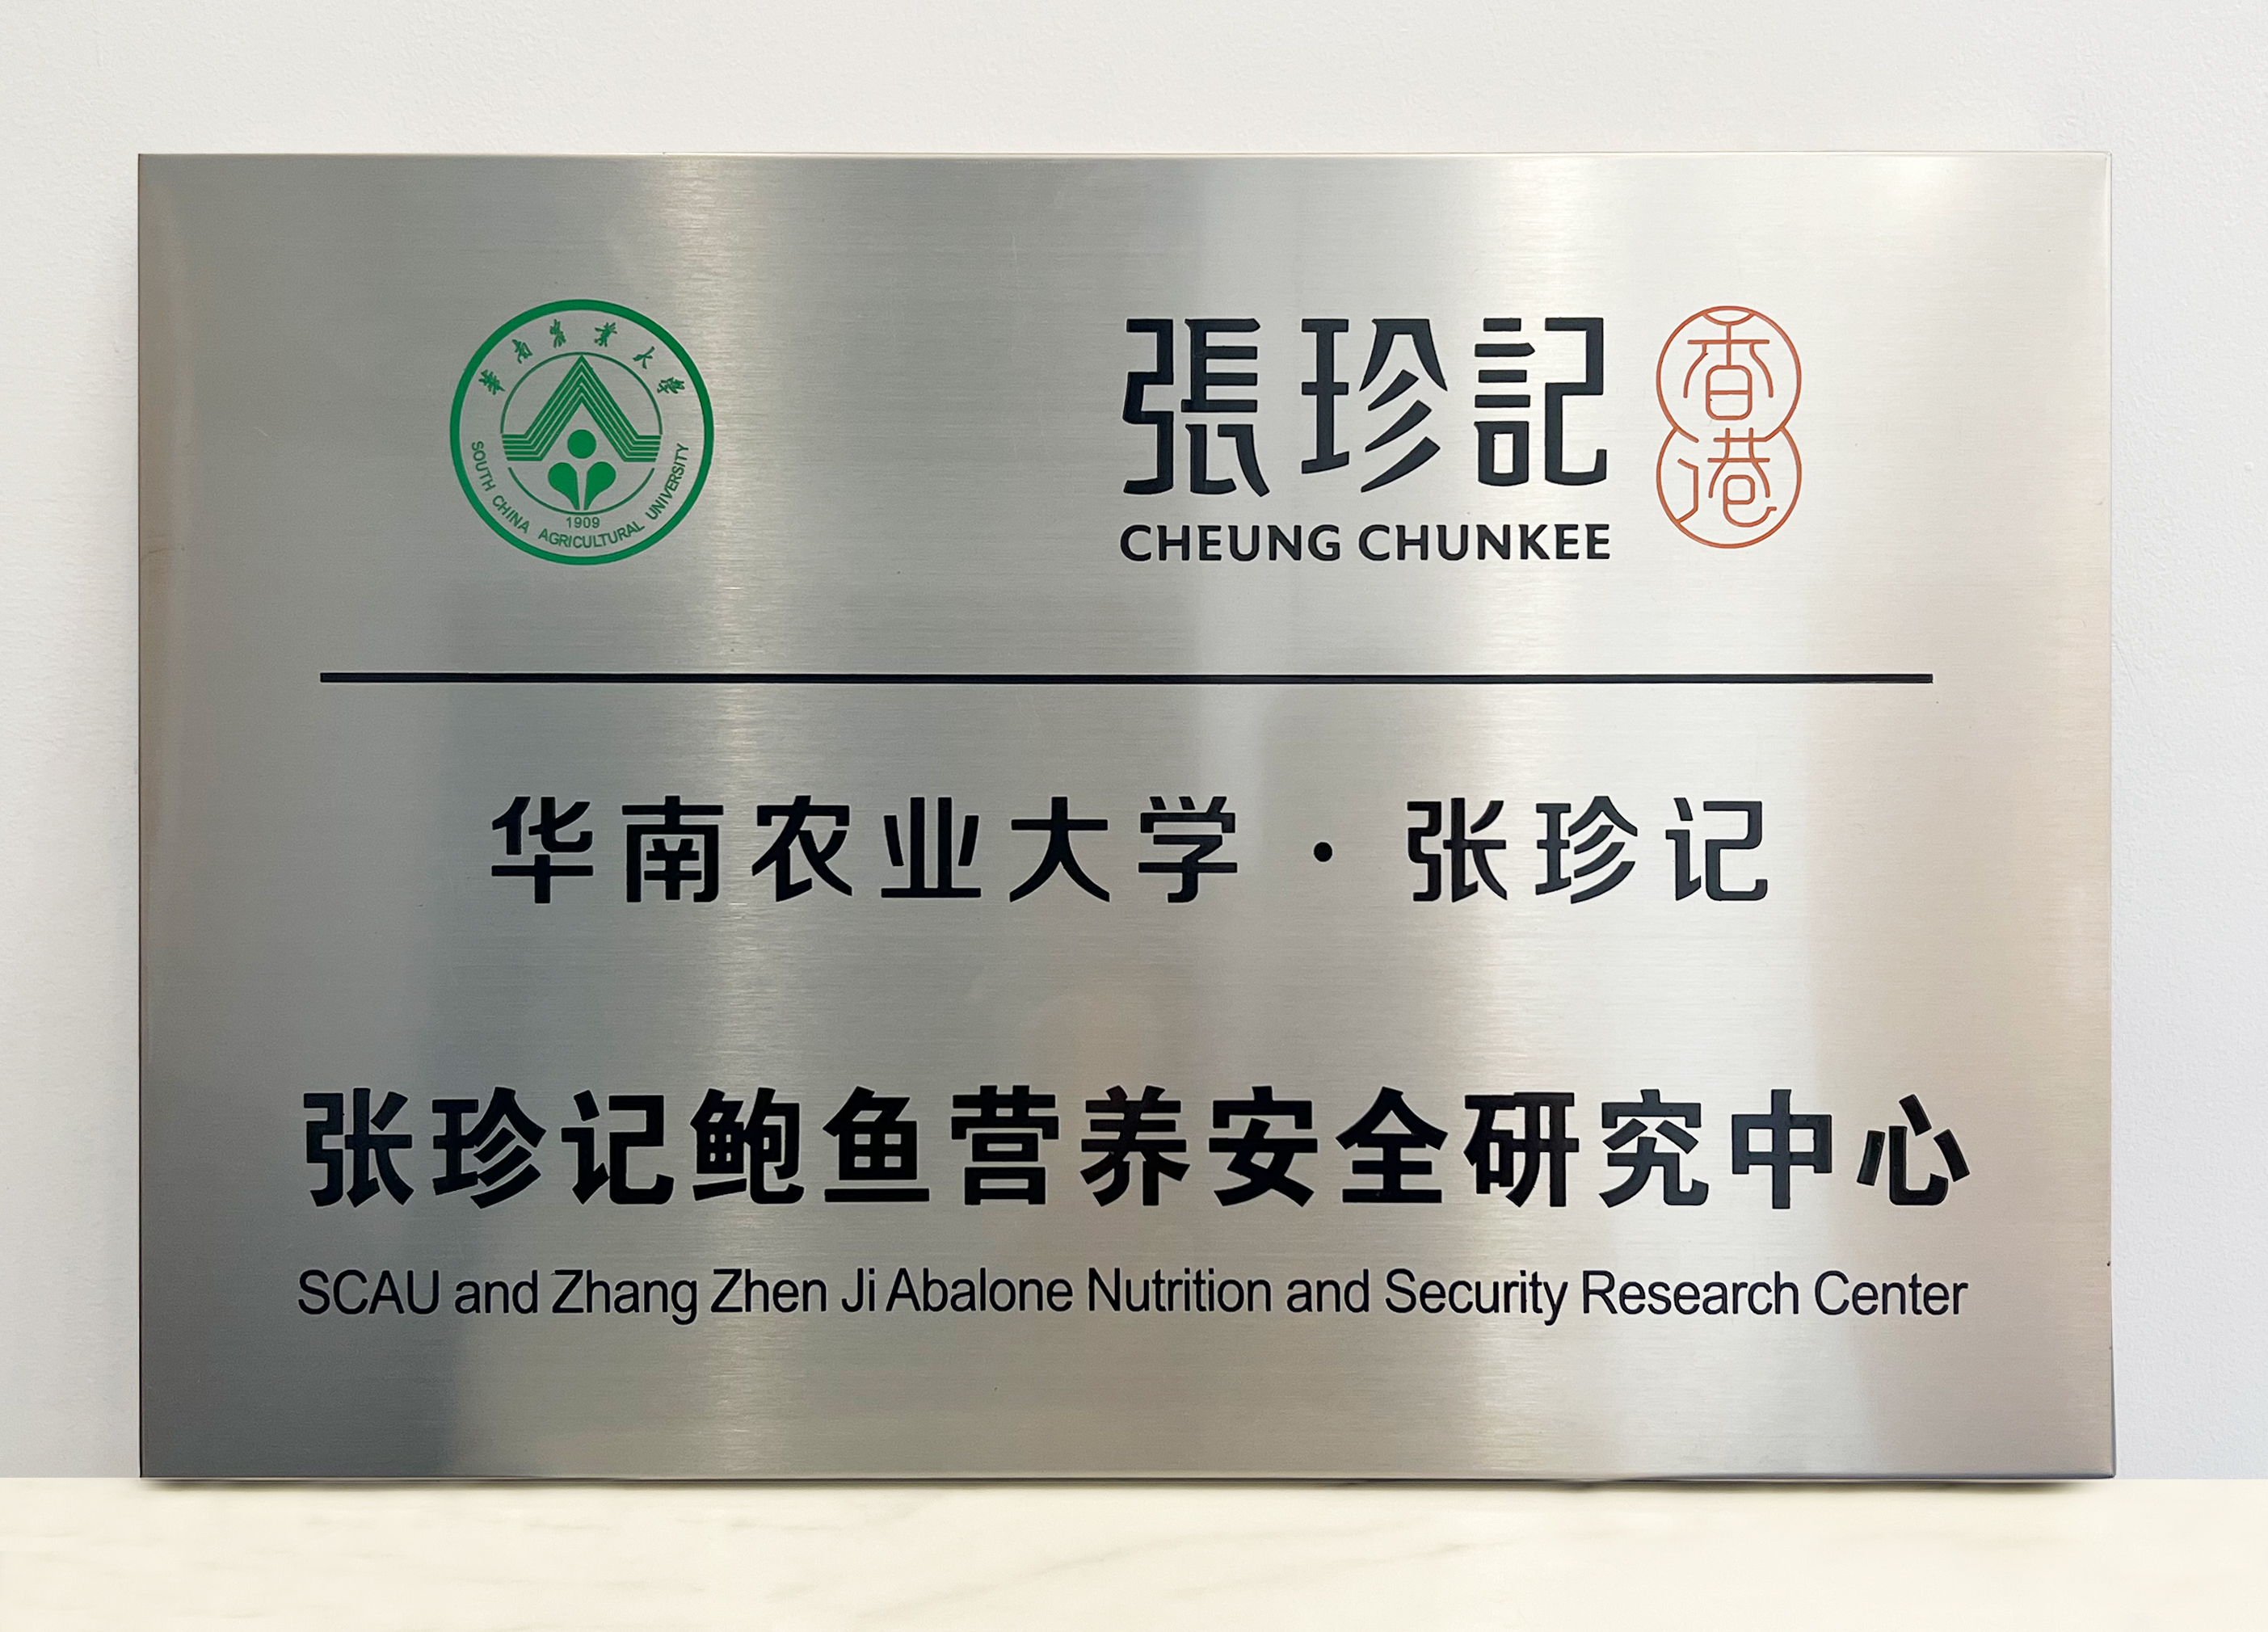 華南農業大學
SOUTH CHINA AGRICULTURAL UNIVERSITY
1909
張珍記
CHEUNG CHUNKEE
香港
华南农业大学·张珍记
张珍记鲍鱼营养安全研究中心
SCAU and Zhang Zhen Ji Abalone Nutrition and Security Research Center